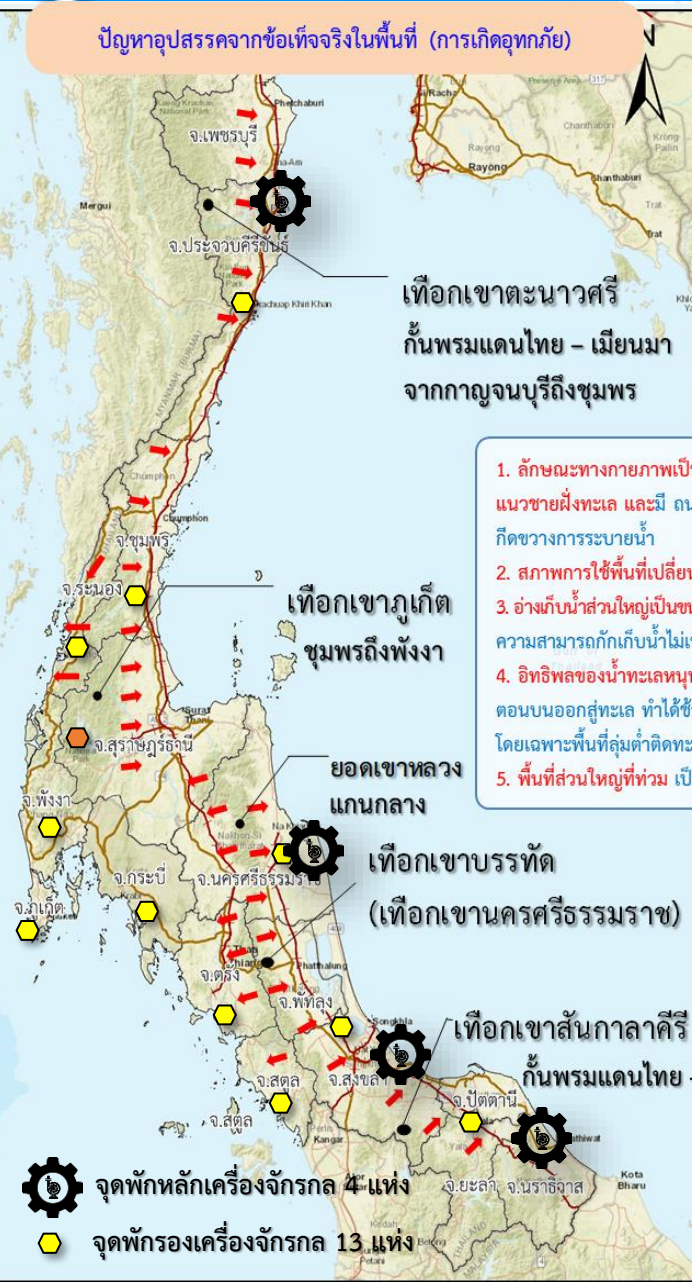 ปัญหาอุปสรรคจากข้อเท็จจริงในพื้นที่ (การเกิดอุทกภัย)
N
Phetchaburi
Si Racha
Chanthaburi
Krong
Pailin
จ.เพชรบุรี
Rayong
Rayong
Chanthaburi
Mergui
Trat
Trat
จ.ประจวบคีรีขันธ์
Prachuap Khiri Khan
เทือกเขาตะนาวศรี
กั้นพรมแดนไทย – เมียนมา
จากกาญจนบุรีถึงชุมพร
1. ลักษณะทางกายภาพเป็
แนวชายฝั่งทะเล และมี ถน
กีดขวางการระบายน้ำ
2. สภาพการใช้พื้นที่เปลี่ยน
3. อ่างเก็บน้ำส่วนใหญ่เป็นขน
ความสามารถกักเก็บน้ำไม่เ
4. อิทธิพลของน้ำทะเลหนุน
ตอนบนออกสู่ทะเล ทำได้ช้
โดยเฉพาะพื้นที่ลุ่มต่ำติดทะ
5. พื้นที่ส่วนใหญ่ที่ท่วม เป็
Chumphon
Chumphon
จ.ชุมพร
จ.ระนอง
เทือกเขาภูเก็ต
ชุมพรถึงพังงา
Surat
Thani
จ.สุราษฎร์ธานี
ยอดเขาหลวง
แกนกลาง
จ.พังงา
จ.กระบี่
Krabi
จ.นครศรีธรรมราช
เทือกเขาบรรทัด
(เทือกเขานครศรีธรรมราช)
จ.ภูเก็ต
จ.ตรัง
Phatthalung
จ.พัทลุง
Songkhla
เทือกเขาสันกาลาคีรี
กั้นพรมแดนไทย -
จ.สงขลา
จ.สตูล
จ.สตูล
จ.ปัตตานี
Perlis
Kangar
จ.ยะลา
จ.นราธิวาส
Kota
Bharu
Kedah
Betong
จุดพักหลักเครื่องจักรกล 4 แห่ง
จุดพักรองเครื่องจักรกล 13 แห่ง